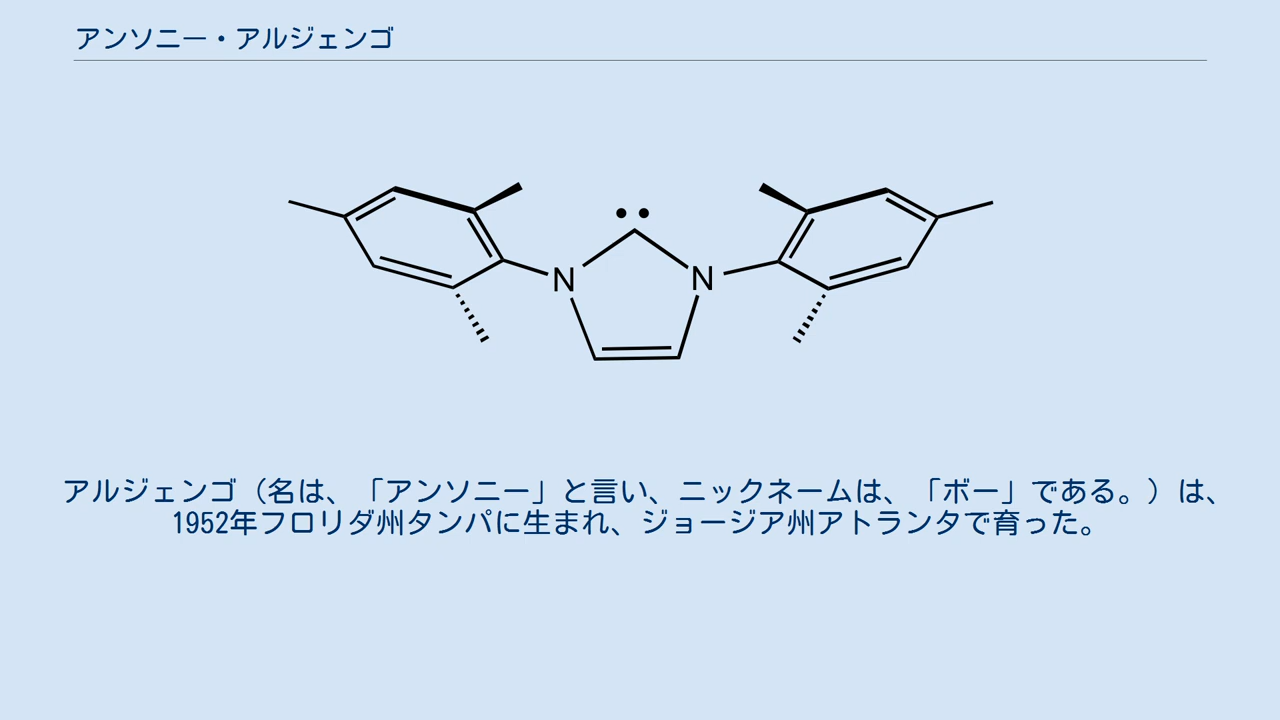 アンソニー・アルジェンゴ
N
N
アルジェンゴ（名は、「アンソニー」と言い、ニックネームは、「ボー」である。）は、
1952年フロリダ州タンパに生まれ、ジョージア州アトランタで育った。